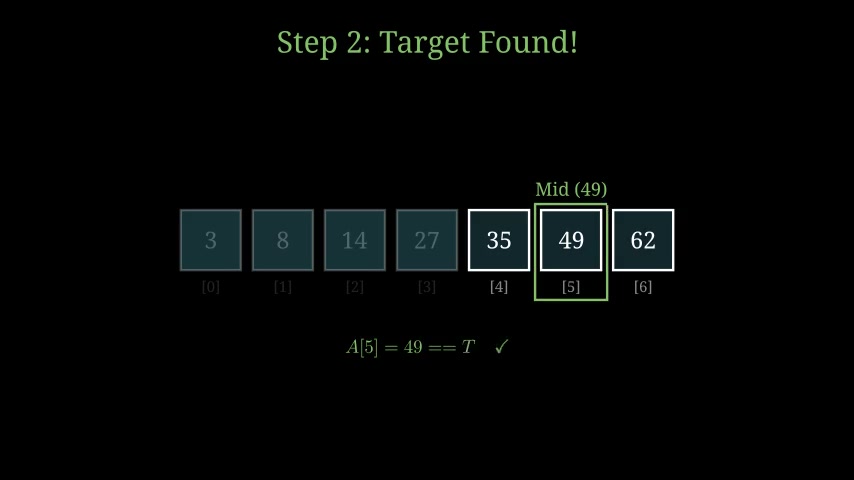 Step 2: Target Found!
Mid (49)
3 8 14 27 35 49 62
[0] [1] [2] [3] [4] [5] [6]
A[5] = 49 == T ✓